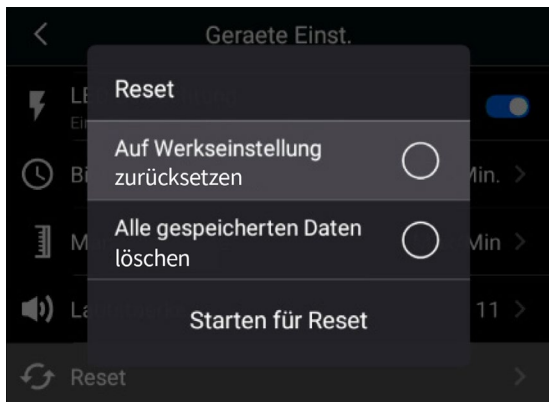 Geraete Einst.
Reset
Auf Werkseinstellung
zurücksetzen
Alle gespeicherten Daten
löschen
Starten für Reset
Min.
Min
11
Reset